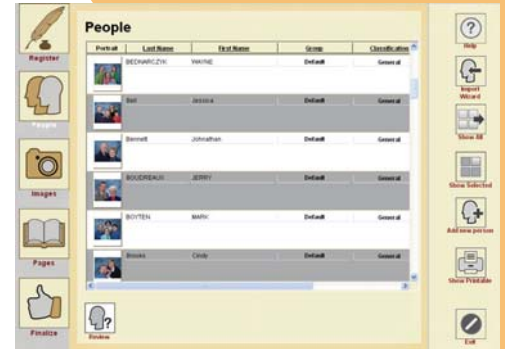 People
Portrait Last Name First Name Group Classification
BEDNARCZYK WAYNE Default General
Bell Jessica Default General
Bennett Johnathan Default General
BOUDREAUX JERRY Default General
BOYTEN MARK Default General
Brooks Cindy Default General
Register
People
Images
Pages
Finalize
Review
?
Help
Import
Wizard
Show All
Show Selected
Add new person
Show Printable
Exit